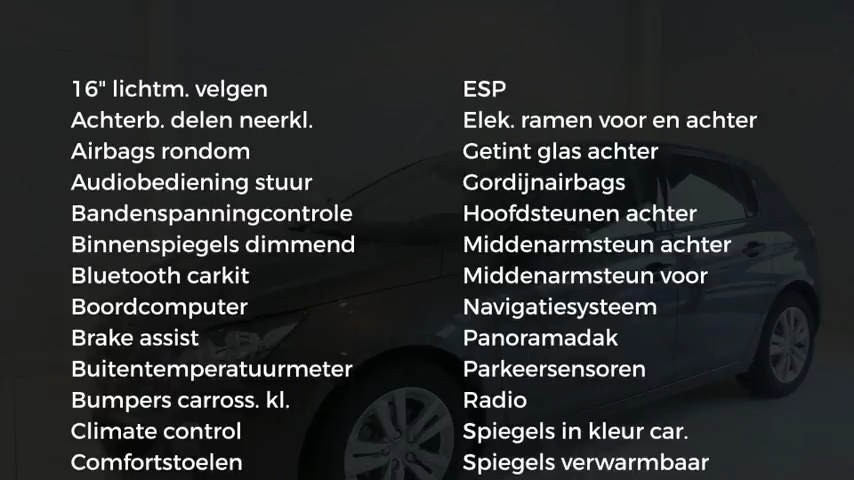 16" lichtm. velgen
Achterb. delen neerkl.
Airbags rondom
Audiobediening stuur
Bandenspanningcontrole
Binnenspiegels dimmend
Bluetooth carkit
Boordcomputer
Brake assist
Buitentemperatuurmeter
Bumpers carross. kl.
Climate control
Comfortstoelen
ESP
Elek. ramen voor en achter
Getint glas achter
Gordijnairbags
Hoofdsteunen achter
Middenarmsteun achter
Middenarmsteun voor
Navigatiesysteem
Panoramadak
Parkeersensoren
Radio
Spiegels in kleur car.
Spiegels verwarmbaar